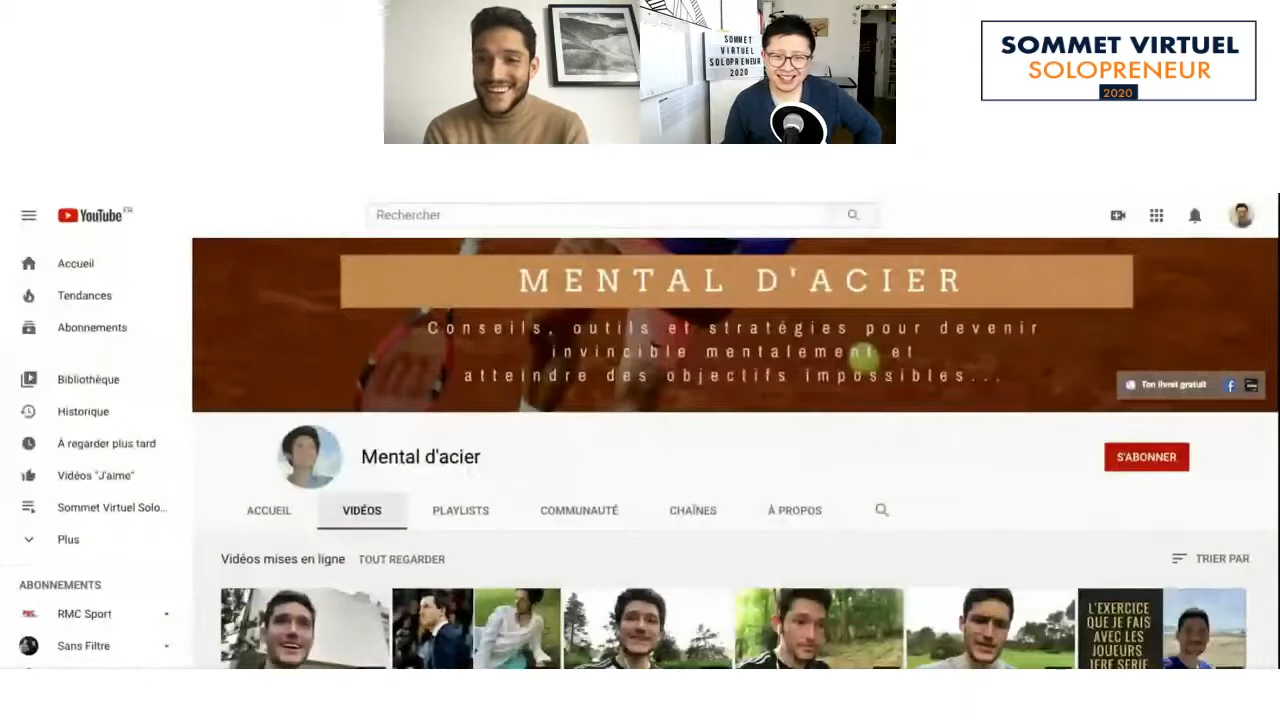 SOMMET
VIRTUEL
SOLOPRENEUR
2020
SOMMET VIRTUEL
SOLOPRENEUR
2020
YouTube FR
Rechercher
Accueil
Tendances
Abonnements
Bibliothèque
Historique
À regarder plus tard
Vidéos "J'aime"
Sommet Virtuel Solo...
Plus
ABONNEMENTS
RMC Sport
Sans Filtre
MENTAL D'ACIER
Conseils, outils et stratégies pour devenir
invincible mentalement et
atteindre des objectifs impossibles...
Ton livret gratuit
Mental d'acier
S'ABONNER
ACCUEIL
VIDÉOS
PLAYLISTS
COMMUNAUTÉ
CHAÎNES
À PROPOS
Vidéos mises en ligne
TOUT REGARDER
TRIER PAR
L'EXERCICE
QUE JE FAIS
AVEC LES
JOUEURS
1ERE SÉRIE